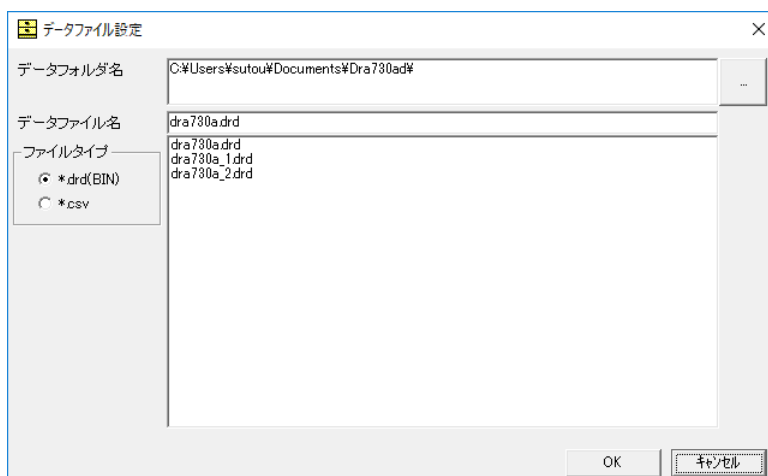 データファイル設定
データフォルダ名
C:¥Users¥sutou¥Documents¥Dra730ad¥
...
データファイル名
dra730a.drd
ファイルタイプ
*.drd(BIN)
*.csv
dra730a.drd
dra730a_1.drd
dra730a_2.drd
OK
キャンセル